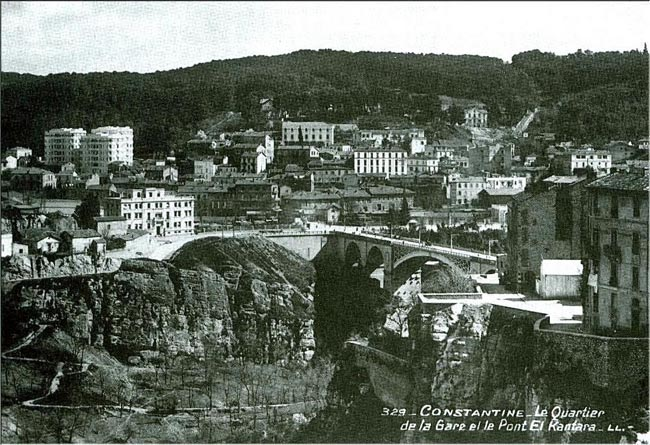 329 _ CONSTANTINE _ Le Quartier
de la Gare et le Pont El Kantara _ LL. _